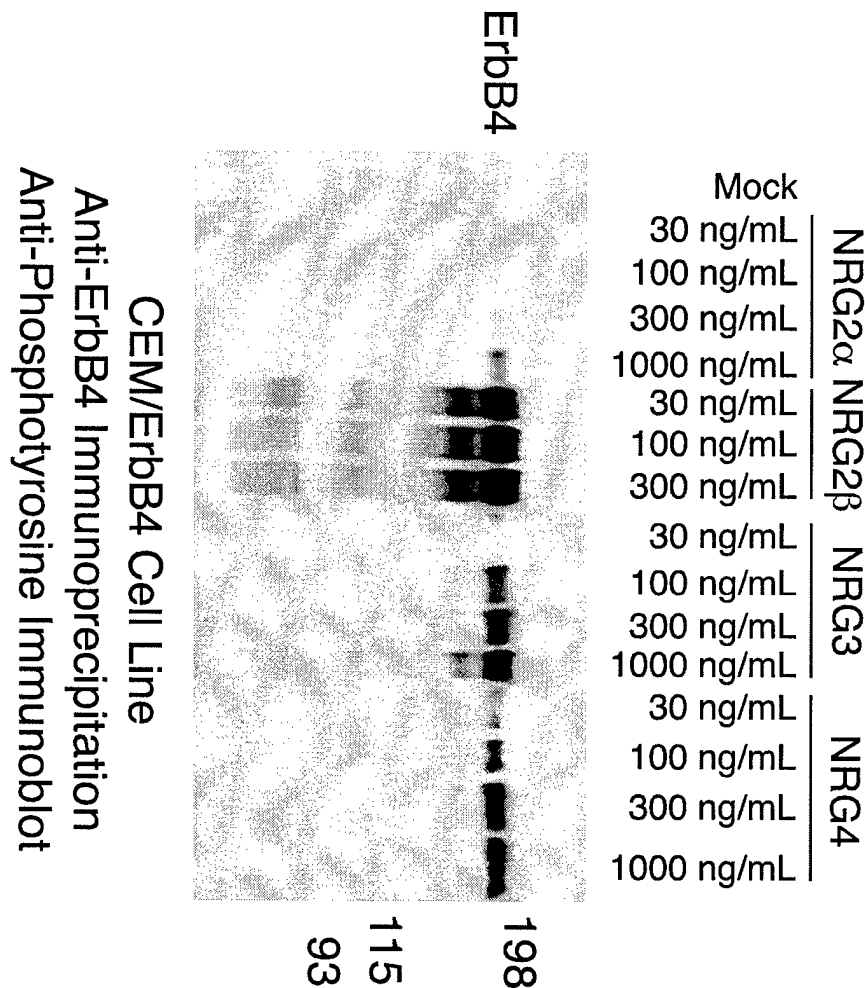 NRG2α
NRG2β
NRG3
NRG4
Mock
30 ng/mL
100 ng/mL
300 ng/mL
1000 ng/mL
30 ng/mL
100 ng/mL
300 ng/mL
30 ng/mL
100 ng/mL
300 ng/mL
1000 ng/mL
30 ng/mL
100 ng/mL
300 ng/mL
1000 ng/mL
ErbB4
198
115
93
CEM/ErbB4 Cell Line
Anti-ErbB4 Immunoprecipitation
Anti-Phosphotyrosine Immunoblot